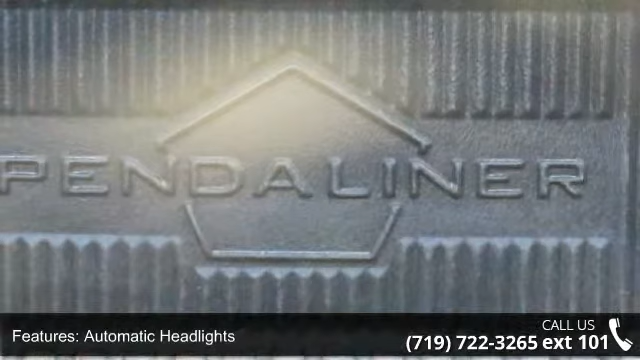 PENDALINER
CALL US
Features: Automatic Headlights
(719) 722-3265 ext 101